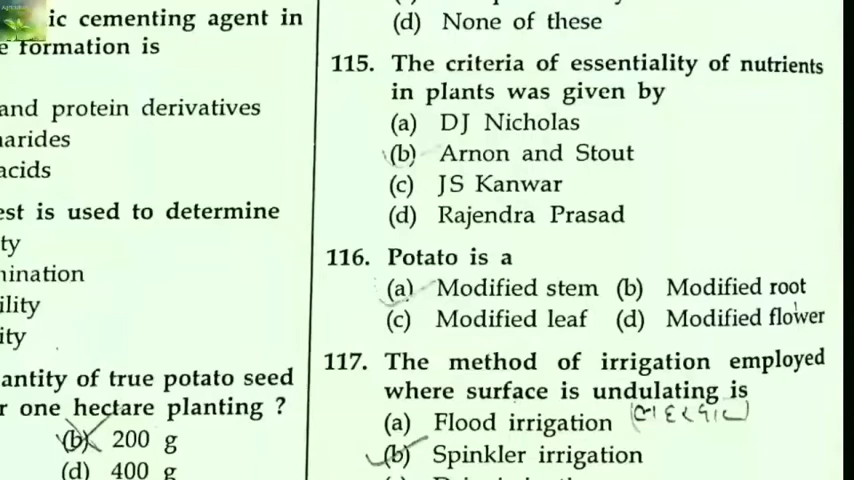 ic cementing agent in
e formation is
and protein derivatives
harides
acids
est is used to determine
ty
nination
ility
ity
antity of true potato seed
r one hectare planting ?
(b) 200 g
(d) 400 g
(d) None of these
115. The criteria of essentiality of nutrients
in plants was given by
(a) DJ Nicholas
(b) Arnon and Stout
(c) JS Kanwar
(d) Rajendra Prasad
116. Potato is a
(a) Modified stem (b) Modified root
(c) Modified leaf (d) Modified flower
117. The method of irrigation employed
where surface is undulating is
(a) Flood irrigation
(b) Spinkler irrigation